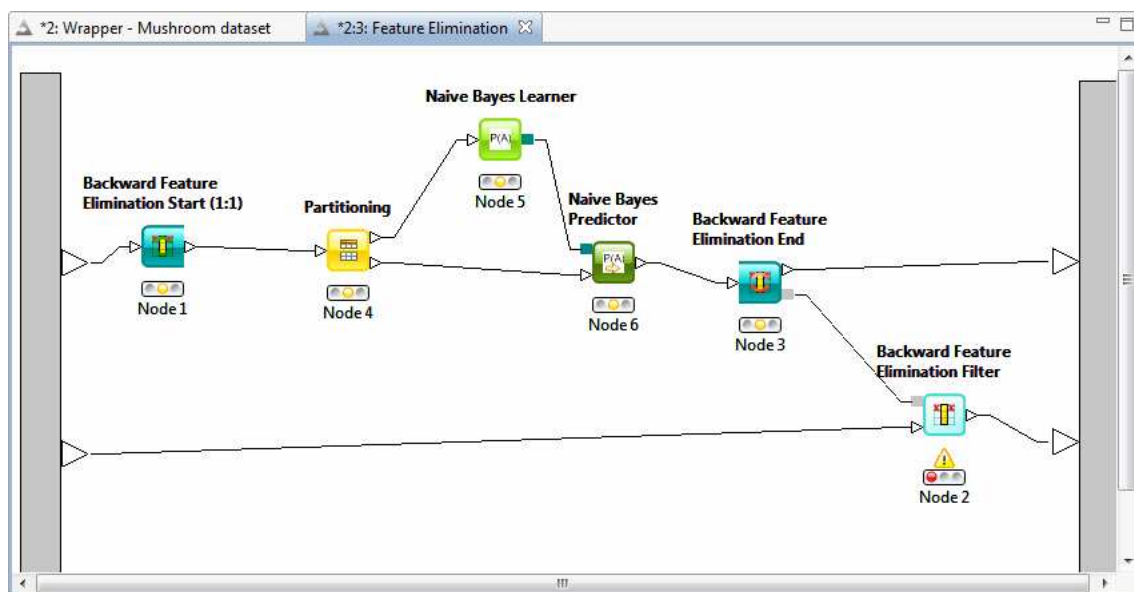 *2: Wrapper - Mushroom dataset
*2:3: Feature Elimination
Naive Bayes Learner
P(A)
Node 5
Backward Feature
Elimination Start (1:1)
Node 1
Partitioning
Node 4
Naive Bayes
Predictor
P(A)
Node 6
Backward Feature
Elimination End
Node 3
Backward Feature
Elimination Filter
Node 2